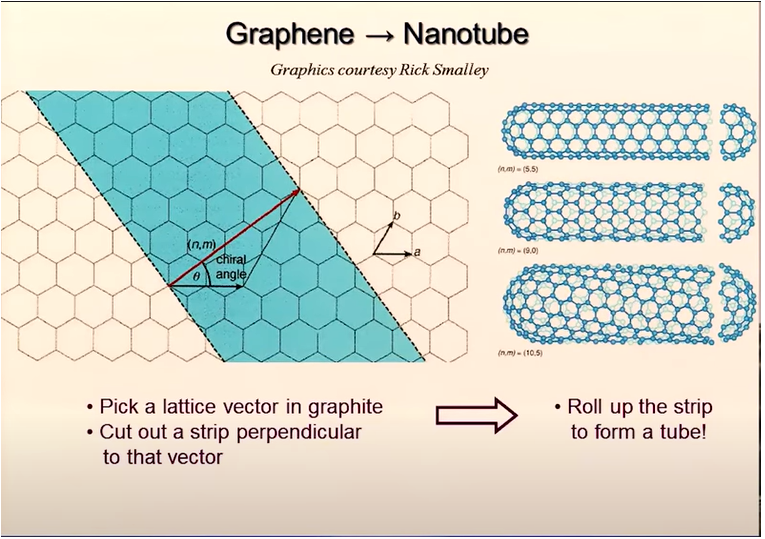 Graphene → Nanotube
Graphics courtesy Rick Smalley
(n,m)
chiral
θ angle
b
a
(n,m) = (5,5)
(n,m) = (9,0)
(n,m) = (10,5)
• Pick a lattice vector in graphite
• Cut out a strip perpendicular
to that vector
• Roll up the strip
to form a tube!